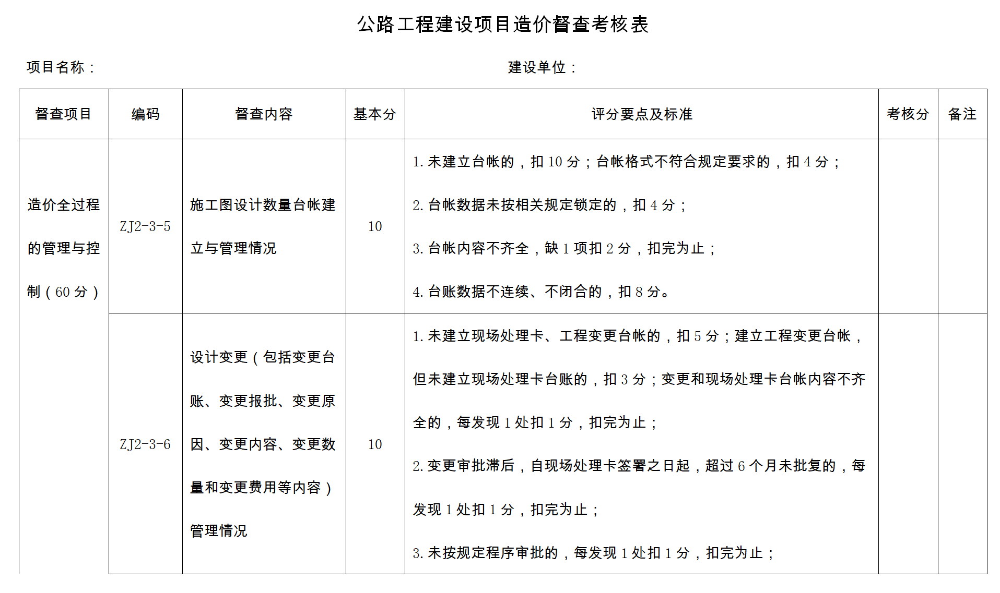 公路工程建设项目造价督查考核表
项目名称：
建设单位：
督查项目 编码 督查内容 基本分 评分要点及标准 考核分 备注
造价全过程
的管理与控
制（60 分）
ZJ2-3-5
施工图设计数量台帐建
立与管理情况
10
1. 未建立台帐的，扣 10 分；台帐格式不符合规定要求的，扣 4 分；
2. 台帐数据未按相关规定锁定的，扣 4 分；
3. 台帐内容不齐全，缺 1 项扣 2 分，扣完为止；
4. 台账数据不连续、不闭合的，扣 8 分。
ZJ2-3-6
设计变更（包括变更台
账、变更报批、变更原
因、变更内容、变更数
量和变更费用等内容）
管理情况
10
1. 未建立现场处理卡、工程变更台帐的，扣 5 分；建立工程变更台帐，
但未建立现场处理卡台账的，扣 3 分；变更和现场处理卡台帐内容不齐
全的，每发现 1 处扣 1 分，扣完为止；
2. 变更审批滞后，自现场处理卡签署之日起，超过 6 个月未批复的，每
发现 1 处扣 1 分，扣完为止；
3. 未按规定程序审批的，每发现 1 处扣 1 分，扣完为止；